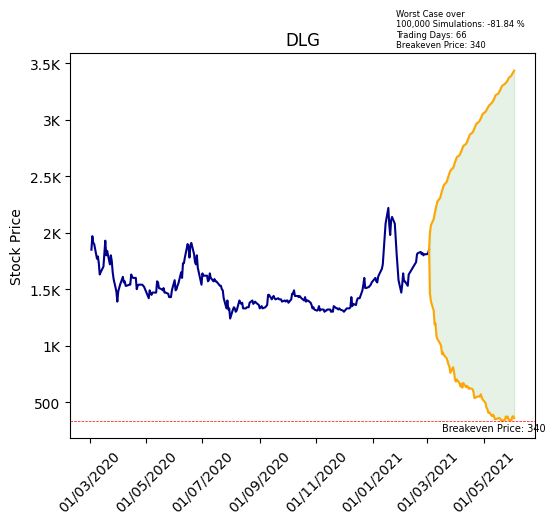 Worst Case over
100,000 Simulations: -81.84 %
Trading Days: 66
Breakeven Price: 340
DLG
3.5K
3K
2.5K
2K
1.5K
1K
500
Stock Price
Breakeven Price: 340
01/03/2020
01/05/2020
01/07/2020
01/09/2020
01/11/2020
01/01/2021
01/03/2021
01/05/2021